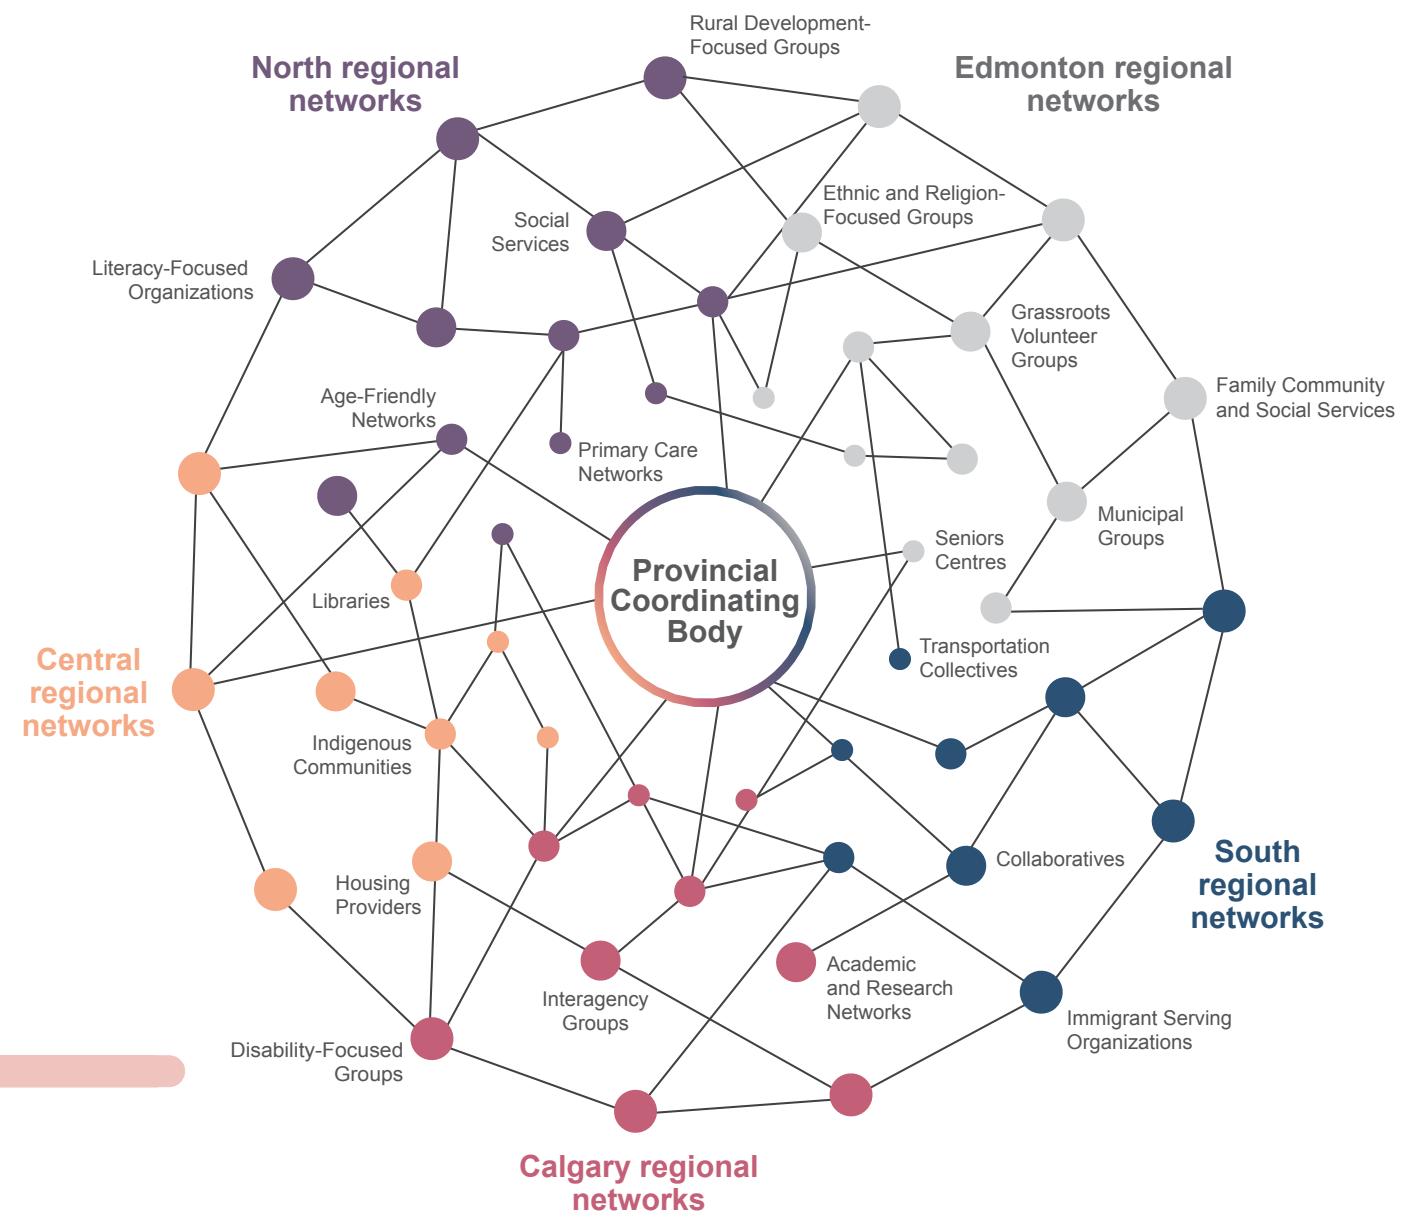 Rural Development-
Focused Groups
North regional
networks
Edmonton regional
networks
Ethnic and Religion-
Focused Groups
Social
Services
Literacy-Focused
Organizations
Grassroots
Volunteer
Groups
Family Community
and Social Services
Age-Friendly
Networks
Primary Care
Networks
Municipal
Groups
Seniors
Centres
Provincial
Coordinating
Body
Libraries
Transportation
Collectives
Central
regional
networks
Indigenous
Communities
Collaboratives
South
regional
networks
Housing
Providers
Academic
and Research
Networks
Interagency
Groups
Immigrant Serving
Organizations
Disability-Focused
Groups
Calgary regional
networks